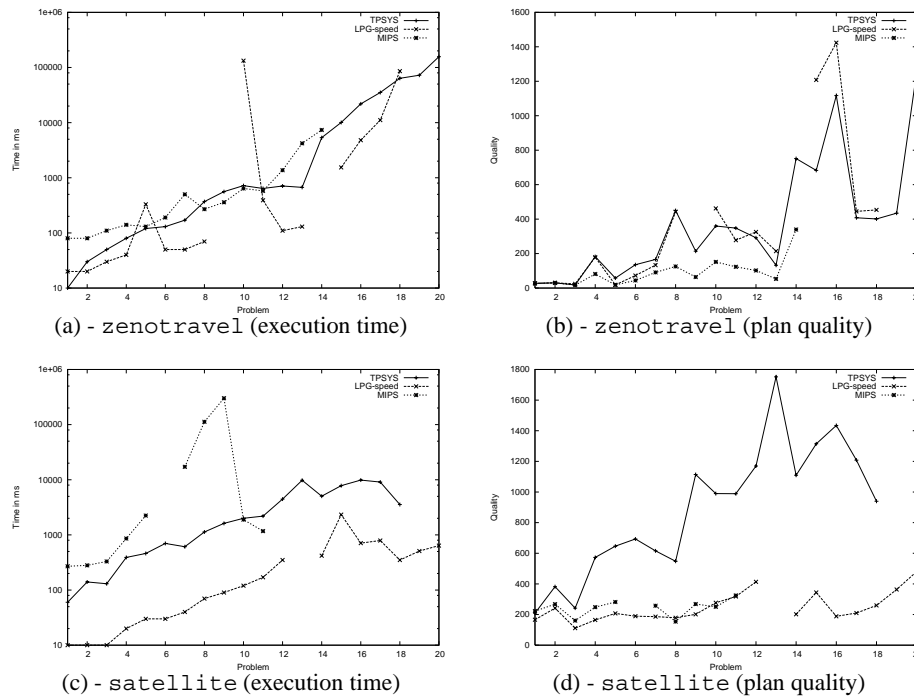 1e+06
100000
10000
1000
100
10
Time in ms
2 4 6 8 10 12 14 16 18 20
Problem
TPSYS
LPG-speed
MIPS
(a) - zenotravel (execution time)
1600
1400
1200
1000
800
600
400
200
0
Quality
2 4 6 8 10 12 14 16 18 20
Problem
TPSYS
LPG-speed
MIPS
(b) - zenotravel (plan quality)
1e+06
100000
10000
1000
100
10
Time in ms
2 4 6 8 10 12 14 16 18 20
Problem
TPSYS
LPG-speed
MIPS
(c) - satellite (execution time)
1800
1600
1400
1200
1000
800
600
400
200
0
Quality
2 4 6 8 10 12 14 16 18
Problem
TPSYS
LPG-speed
MIPS
(d) - satellite (plan quality)